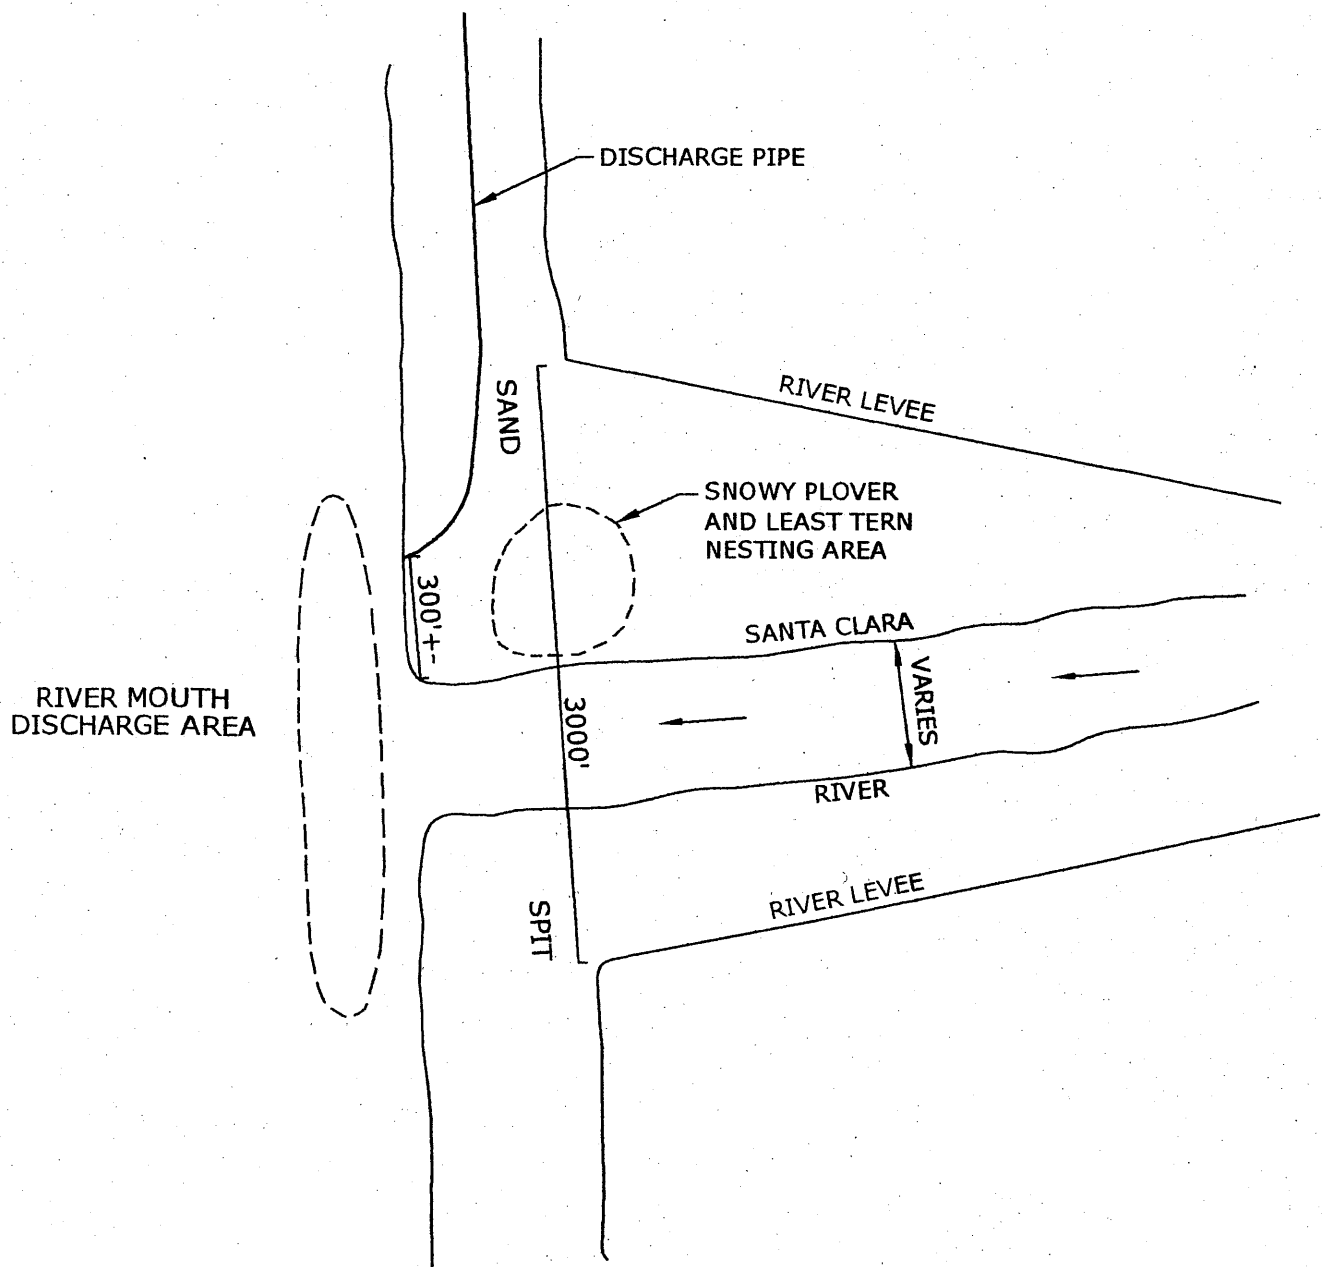 DISCHARGE PIPE
RIVER LEVEE
SAND
SNOWY PLOVER
AND LEAST TERN
NESTING AREA
300'+-
SANTA CLARA
VARIES
RIVER MOUTH
DISCHARGE AREA
3000'
RIVER
RIVER LEVEE
SPIT